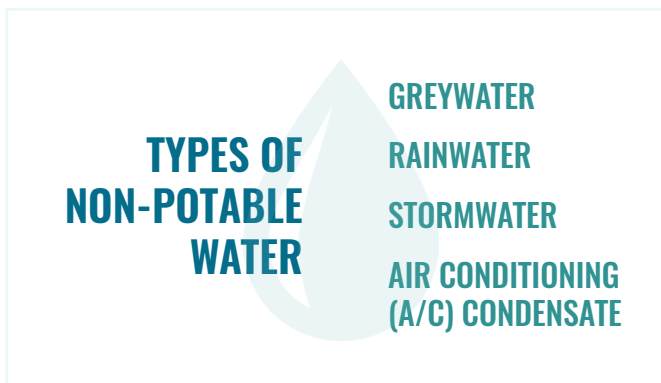 TYPES OF
NON-POTABLE
WATER
GREYWATER
RAINWATER
STORMWATER
AIR CONDITIONING
(A/C) CONDENSATE